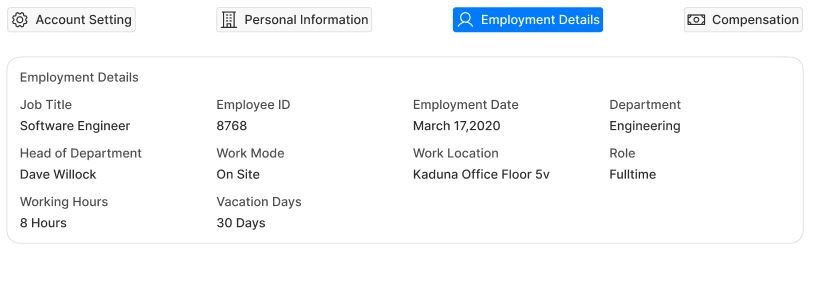 Account Setting Personal Information Employment Details Compensation
Employment Details
Job Title Employee ID Employment Date Department
Software Engineer 8768 March 17,2020 Engineering
Head of Department Work Mode Work Location Role
Dave Willock On Site Kaduna Office Floor 5v Fulltime
Working Hours Vacation Days
8 Hours 30 Days